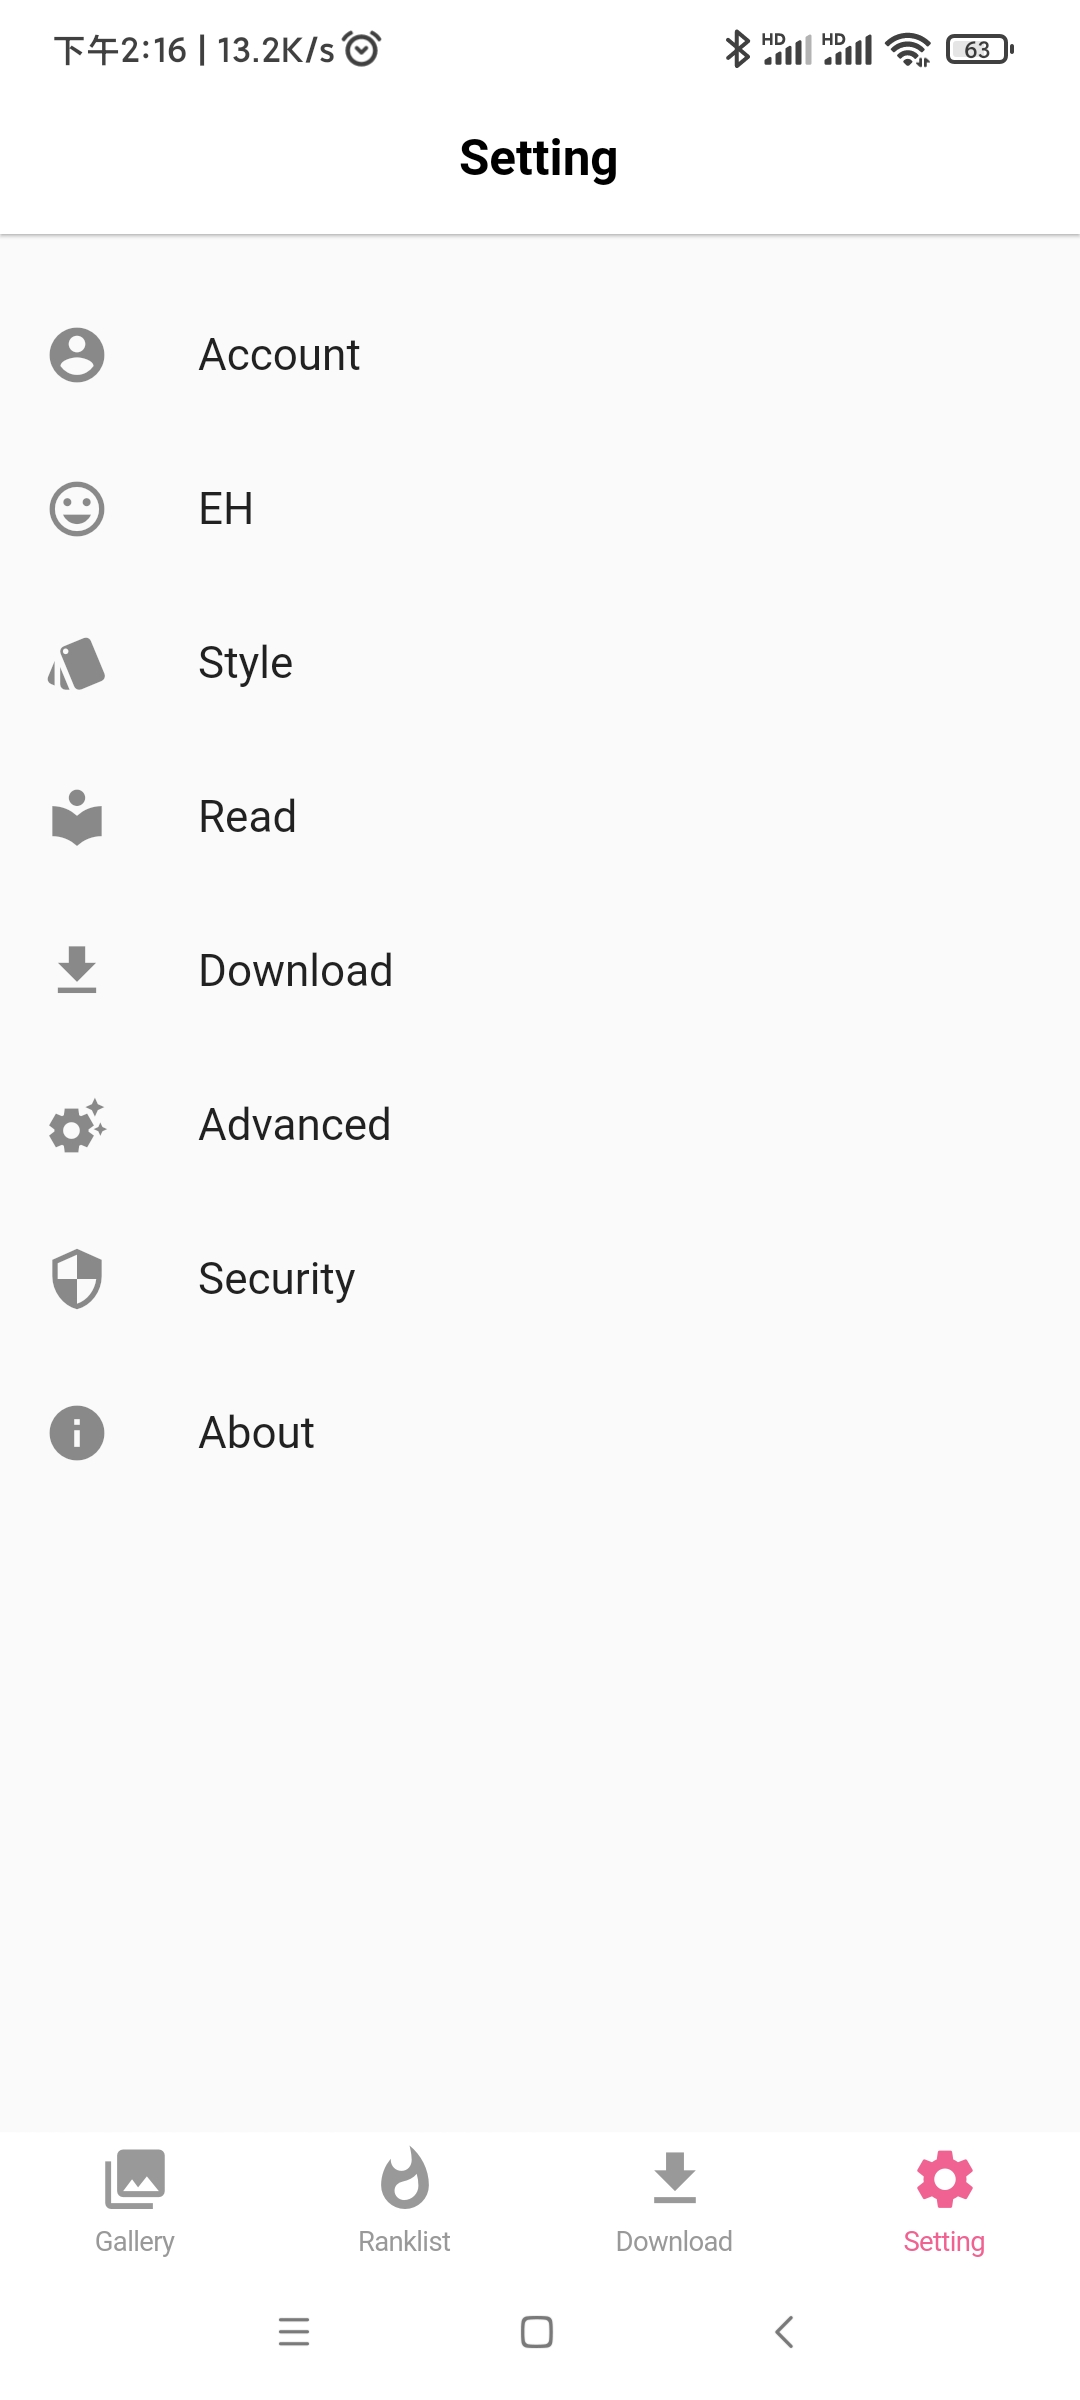 下午2:16 | 13.2K/s
HD HD 63
Setting
Account
EH
Style
Read
Download
Advanced
Security
About
Gallery Ranklist Download Setting